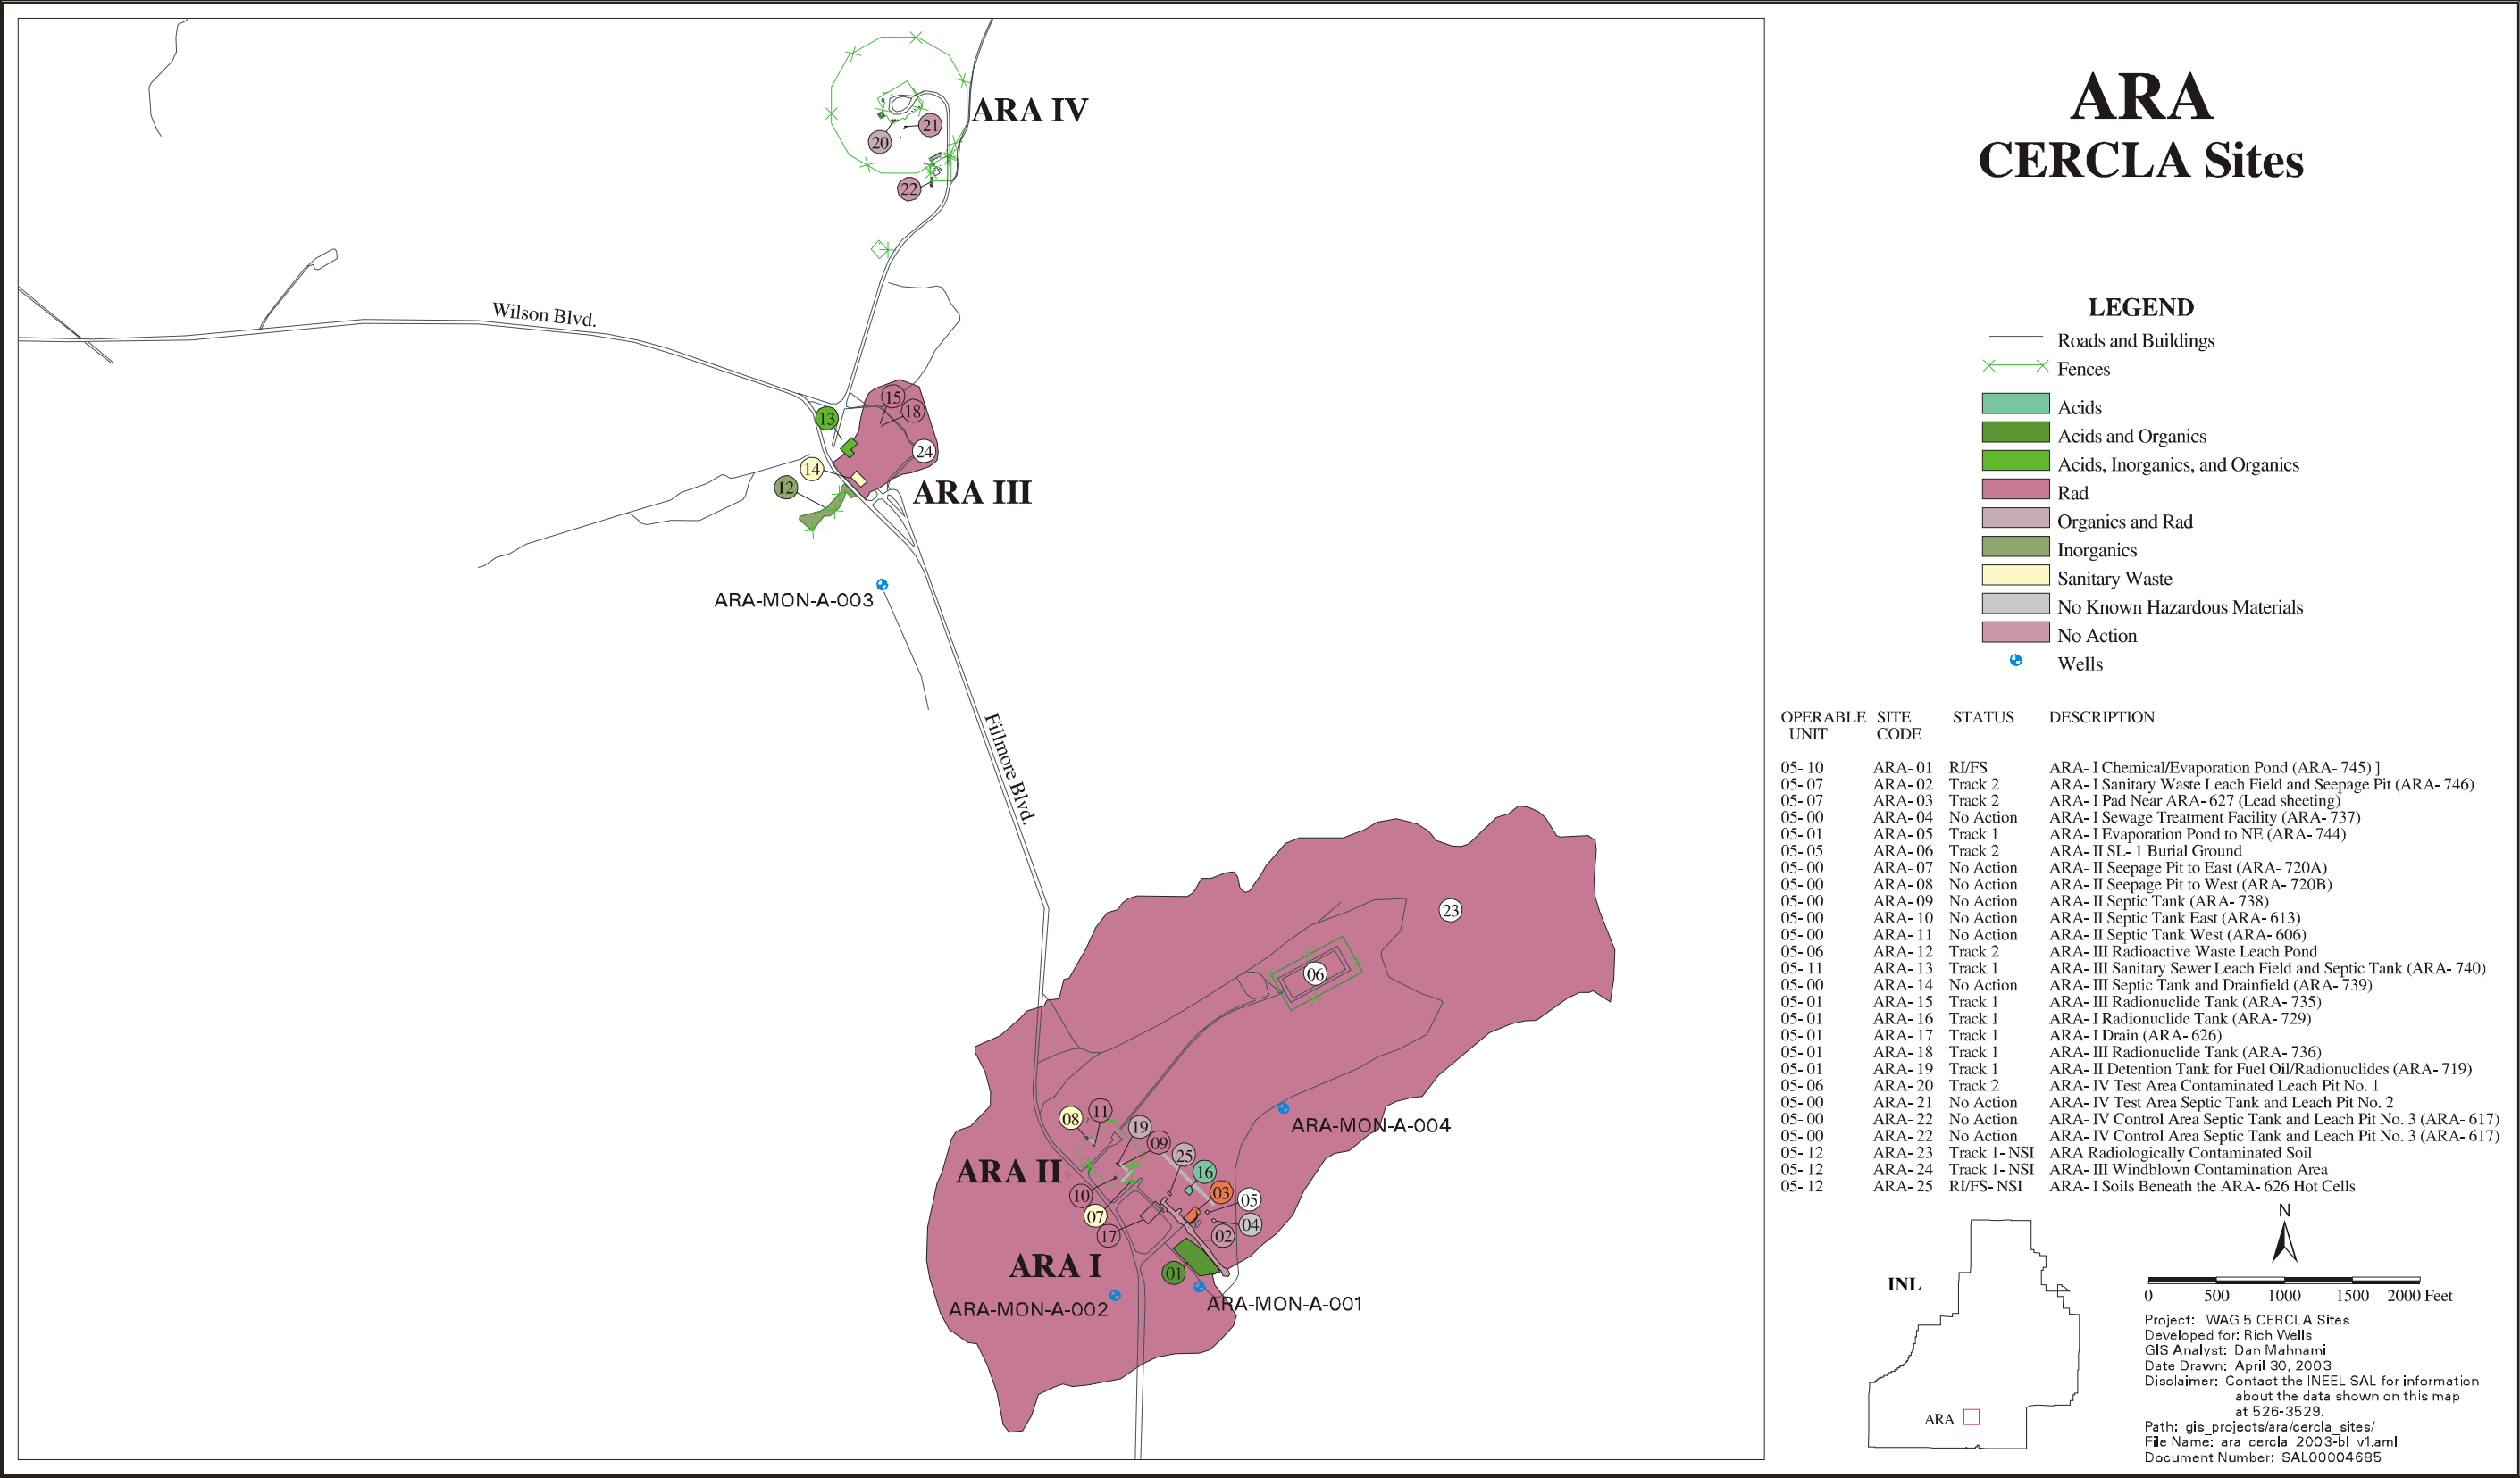 ARA
CERCLA Sites
LEGEND
Roads and Buildings
Fences
Acids
Acids and Organics
Acids, Inorganics, and Organics
Rad
Organics and Rad
Inorganics
Sanitary Waste
No Known Hazardous Materials
No Action
Wells
ARA IV
21
20
22
Wilson Blvd.
15
18
13
24
14
12
ARA III
ARA-MON-A-003
Fillmore Blvd.
23
06
ARA-MON-A-004
08
11
19
09
25
16
ARA II
10
03
05
07
04
17
02
ARA I
01
ARA-MON-A-002
ARA-MON-A-001
OPERABLE UNIT SITE CODE STATUS DESCRIPTION
05-10 ARA-01 RI/FS ARA-I Chemical/Evaporation Pond (ARA-745) ]
05-07 ARA-02 Track 2 ARA-I Sanitary Waste Leach Field and Seepage Pit (ARA-746)
05-07 ARA-03 Track 2 ARA-I Pad Near ARA-627 (Lead sheeting)
05-00 ARA-04 No Action ARA-I Sewage Treatment Facility (ARA-737)
05-01 ARA-05 Track 1 ARA-I Evaporation Pond to NE (ARA-744)
05-05 ARA-06 Track 2 ARA-II SL-1 Burial Ground
05-00 ARA-07 No Action ARA-II Seepage Pit to East (ARA-720A)
05-00 ARA-08 No Action ARA-II Seepage Pit to West (ARA-720B)
05-00 ARA-09 No Action ARA-II Septic Tank (ARA-738)
05-00 ARA-10 No Action ARA-II Septic Tank East (ARA-613)
05-00 ARA-11 No Action ARA-II Septic Tank West (ARA-606)
05-06 ARA-12 Track 2 ARA-III Radioactive Waste Leach Pond
05-11 ARA-13 Track 1 ARA-III Sanitary Sewer Leach Field and Septic Tank (ARA-740)
05-00 ARA-14 No Action ARA-III Septic Tank and Drainfield (ARA-739)
05-01 ARA-15 Track 1 ARA-III Radionuclide Tank (ARA-735)
05-01 ARA-16 Track 1 ARA-I Radionuclide Tank (ARA-729)
05-01 ARA-17 Track 1 ARA-I Drain (ARA-626)
05-01 ARA-18 Track 1 ARA-III Radionuclide Tank (ARA-736)
05-01 ARA-19 Track 1 ARA-II Detention Tank for Fuel Oil/Radionuclides (ARA-719)
05-06 ARA-20 Track 2 ARA-IV Test Area Contaminated Leach Pit No. 1
05-00 ARA-21 No Action ARA-IV Test Area Septic Tank and Leach Pit No. 2
05-00 ARA-22 No Action ARA-IV Control Area Septic Tank and Leach Pit No. 3 (ARA-617)
05-00 ARA-22 No Action ARA-IV Control Area Septic Tank and Leach Pit No. 3 (ARA-617)
05-12 ARA-23 Track 1-NSI ARA Radiologically Contaminated Soil
05-12 ARA-24 Track 1-NSI ARA-III Windblown Contamination Area
05-12 ARA-25 RI/FS-NSI ARA-I Soils Beneath the ARA-626 Hot Cells
N
INL
ARA
0 500 1000 1500 2000 Feet
Project: WAG 5 CERCLA Sites
Developed for: Rich Wells
GIS Analyst: Dan Mahnami
Date Drawn: April 30, 2003
Disclaimer: Contact the INEEL SAL for information
about the data shown on this map
at 526-3529.
Path: gis_projects/ara/cercla_sites/
File Name: ara_cercla_2003-bl_v1.aml
Document Number: SAL00004685